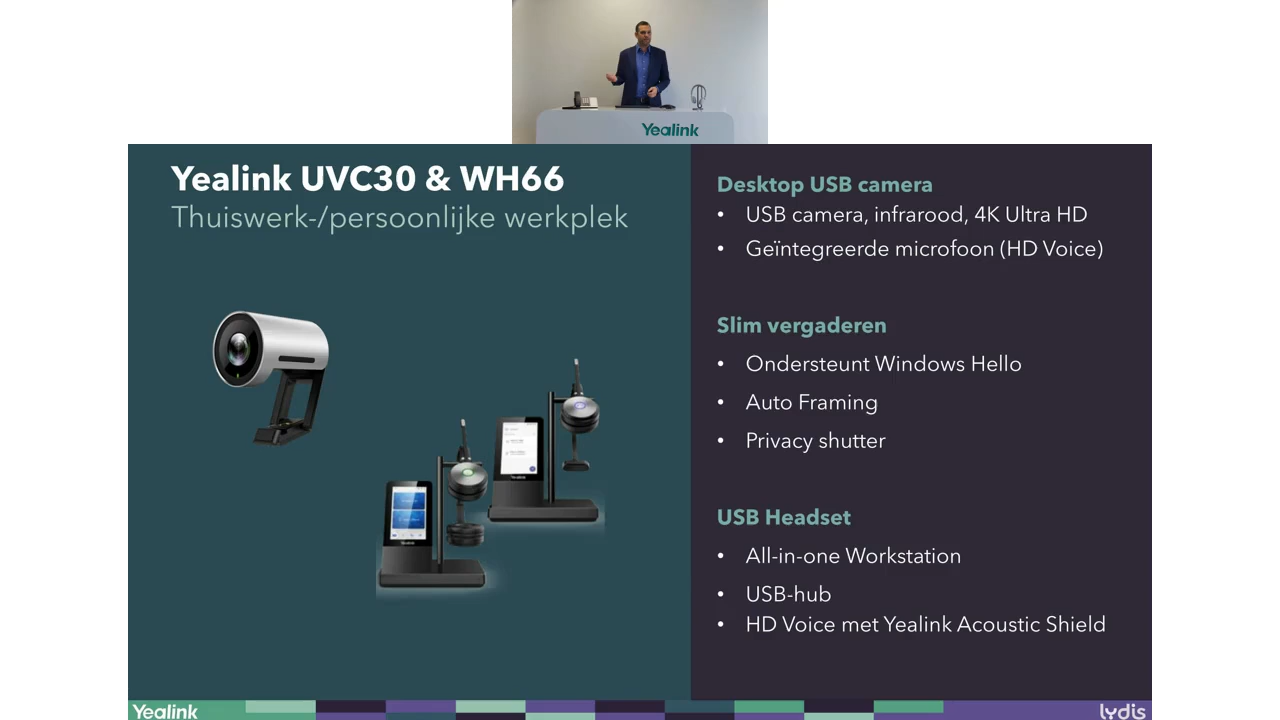 Yealink
Yealink UVC30 & WH66
Thuiswerk-/persoonlijke werkplek
Desktop USB camera
• USB camera, infrarood, 4K Ultra HD
• Geïntegreerde microfoon (HD Voice)
Slim vergaderen
• Ondersteunt Windows Hello
• Auto Framing
• Privacy shutter
USB Headset
• All-in-one Workstation
• USB-hub
• HD Voice met Yealink Acoustic Shield
Yealink
lydis